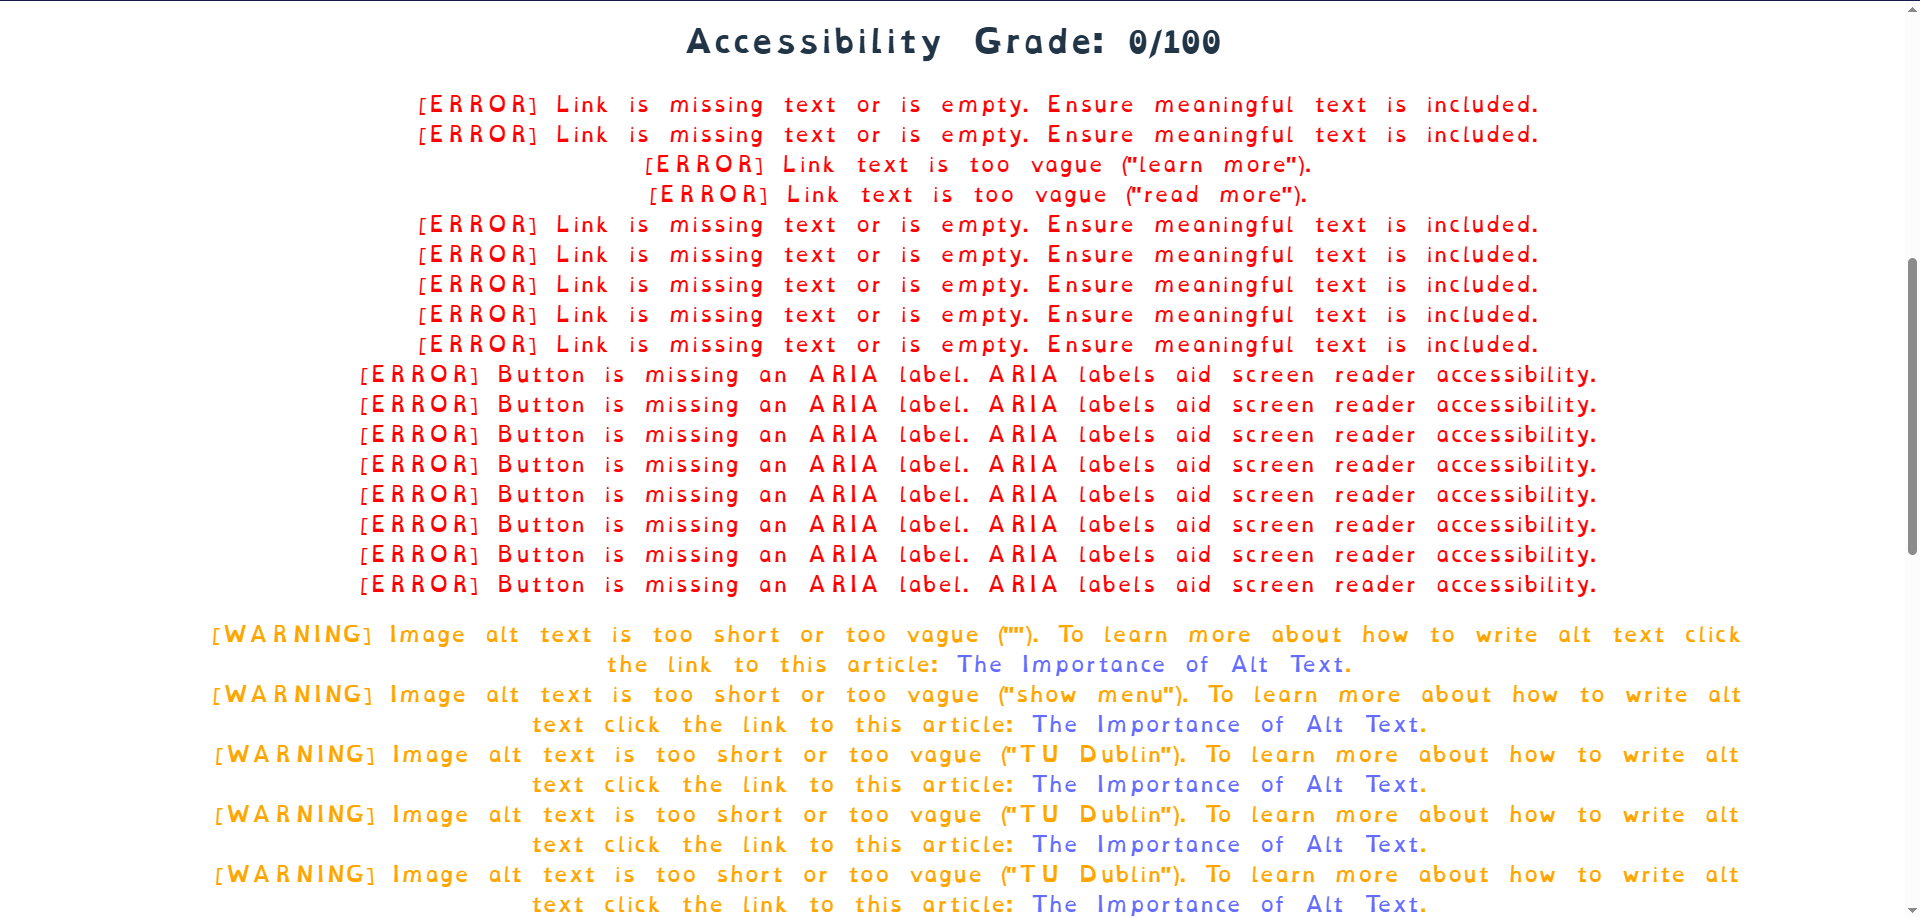 Accessibility Grade: 0/100
[ERROR] Link is missing text or is empty. Ensure meaningful text is included.
[ERROR] Link is missing text or is empty. Ensure meaningful text is included.
[ERROR] Link text is too vague ("learn more").
[ERROR] Link text is too vague ("read more").
[ERROR] Link is missing text or is empty. Ensure meaningful text is included.
[ERROR] Link is missing text or is empty. Ensure meaningful text is included.
[ERROR] Link is missing text or is empty. Ensure meaningful text is included.
[ERROR] Link is missing text or is empty. Ensure meaningful text is included.
[ERROR] Link is missing text or is empty. Ensure meaningful text is included.
[ERROR] Button is missing an ARIA label. ARIA labels aid screen reader accessibility.
[ERROR] Button is missing an ARIA label. ARIA labels aid screen reader accessibility.
[ERROR] Button is missing an ARIA label. ARIA labels aid screen reader accessibility.
[ERROR] Button is missing an ARIA label. ARIA labels aid screen reader accessibility.
[ERROR] Button is missing an ARIA label. ARIA labels aid screen reader accessibility.
[ERROR] Button is missing an ARIA label. ARIA labels aid screen reader accessibility.
[ERROR] Button is missing an ARIA label. ARIA labels aid screen reader accessibility.
[ERROR] Button is missing an ARIA label. ARIA labels aid screen reader accessibility.
[WARNING] Image alt text is too short or too vague (""). To learn more about how to write alt text click
the link to this article: The Importance of Alt Text.
[WARNING] Image alt text is too short or too vague ("show menu"). To learn more about how to write alt
text click the link to this article: The Importance of Alt Text.
[WARNING] Image alt text is too short or too vague ("TU Dublin"). To learn more about how to write alt
text click the link to this article: The Importance of Alt Text.
[WARNING] Image alt text is too short or too vague ("TU Dublin"). To learn more about how to write alt
text click the link to this article: The Importance of Alt Text.
[WARNING] Image alt text is too short or too vague ("TU Dublin"). To learn more about how to write alt
text click the link to this article: The Importance of Alt Text.